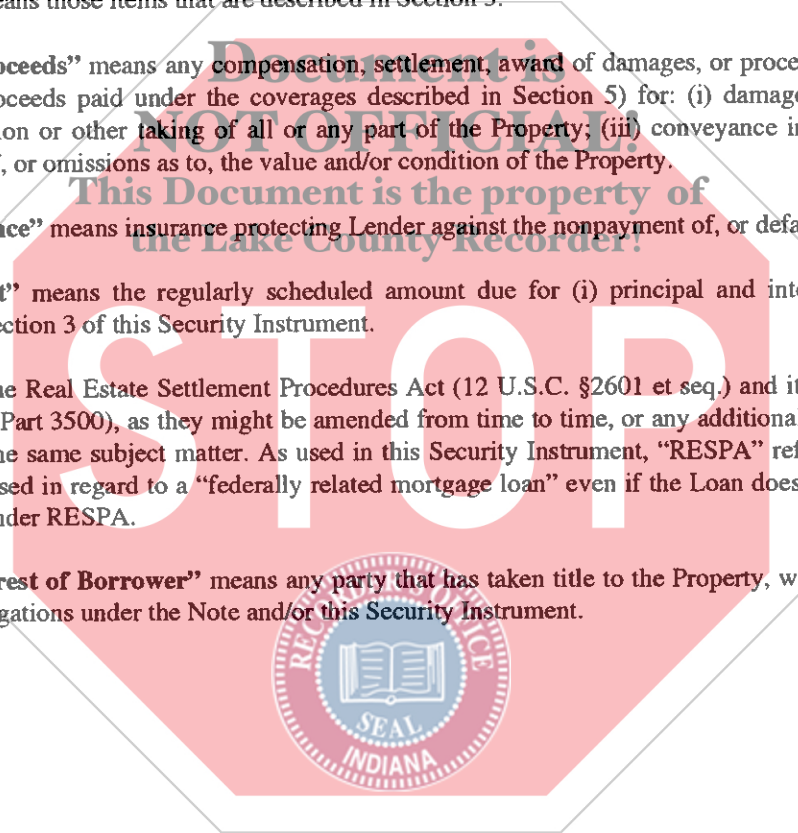 eans those items that are described in Section 3.
oceeds” means any compensation, settlement, award of damages, or procee
oceeds paid under the coverages described in Section 5) for: (i) damage
ion or other taking of all or any part of the Property; (iii) conveyance in
, or omissions as to, the value and/or condition of the Property.
nce” means insurance protecting Lender against the nonpayment of, or defa
t” means the regularly scheduled amount due for (i) principal and inte
ection 3 of this Security Instrument.
he Real Estate Settlement Procedures Act (12 U.S.C. §2601 et seq.) and it
Part 3500), as they might be amended from time to time, or any additiona
he same subject matter. As used in this Security Instrument, “RESPA” ref
sed in regard to a “federally related mortgage loan” even if the Loan does
nder RESPA.
rest of Borrower” means any party that has taken title to the Property, w
gations under the Note and/or this Security Instrument.
Document is
NOT OFFICIAL!
This Document is the property of
the Lake County Recorder!
STOP
RECORDER'S OFFICE
SEAL
INDIANA